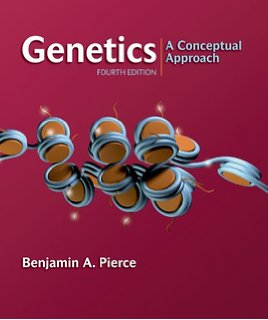 Genetics A Conceptual
Approach
FOURTH EDITION
Benjamin A. Pierce